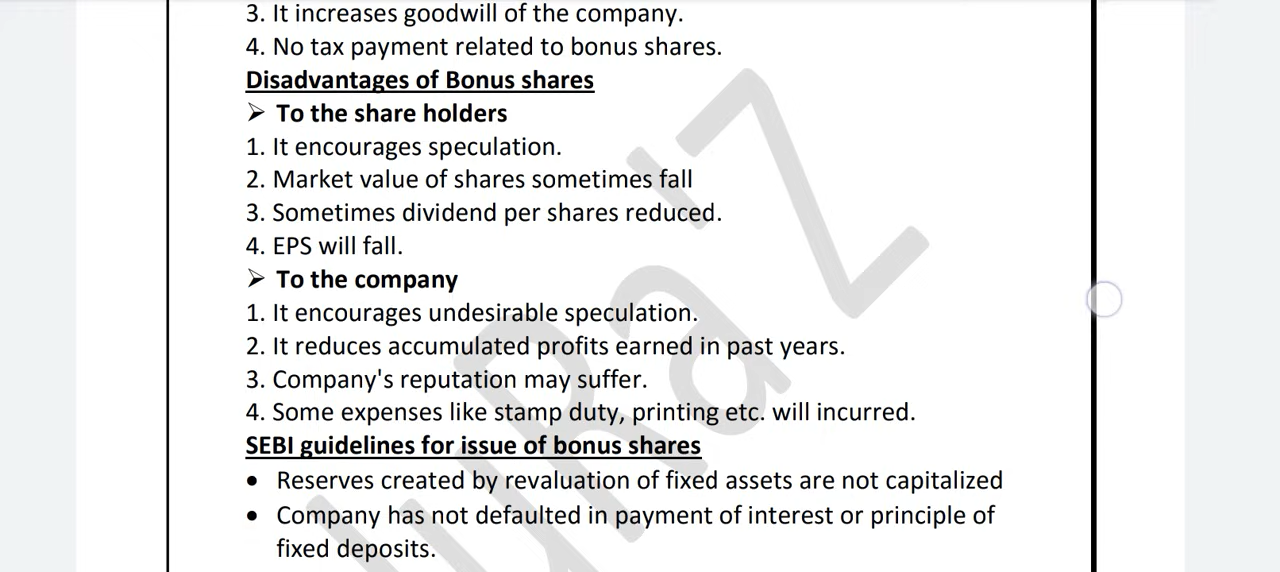 3. It increases goodwill of the company.
4. No tax payment related to bonus shares.
Disadvantages of Bonus shares
➢ To the share holders
1. It encourages speculation.
2. Market value of shares sometimes fall
3. Sometimes dividend per shares reduced.
4. EPS will fall.
➢ To the company
1. It encourages undesirable speculation.
2. It reduces accumulated profits earned in past years.
3. Company's reputation may suffer.
4. Some expenses like stamp duty, printing etc. will incurred.
SEBI guidelines for issue of bonus shares
• Reserves created by revaluation of fixed assets are not capitalized
• Company has not defaulted in payment of interest or principle of
fixed deposits.